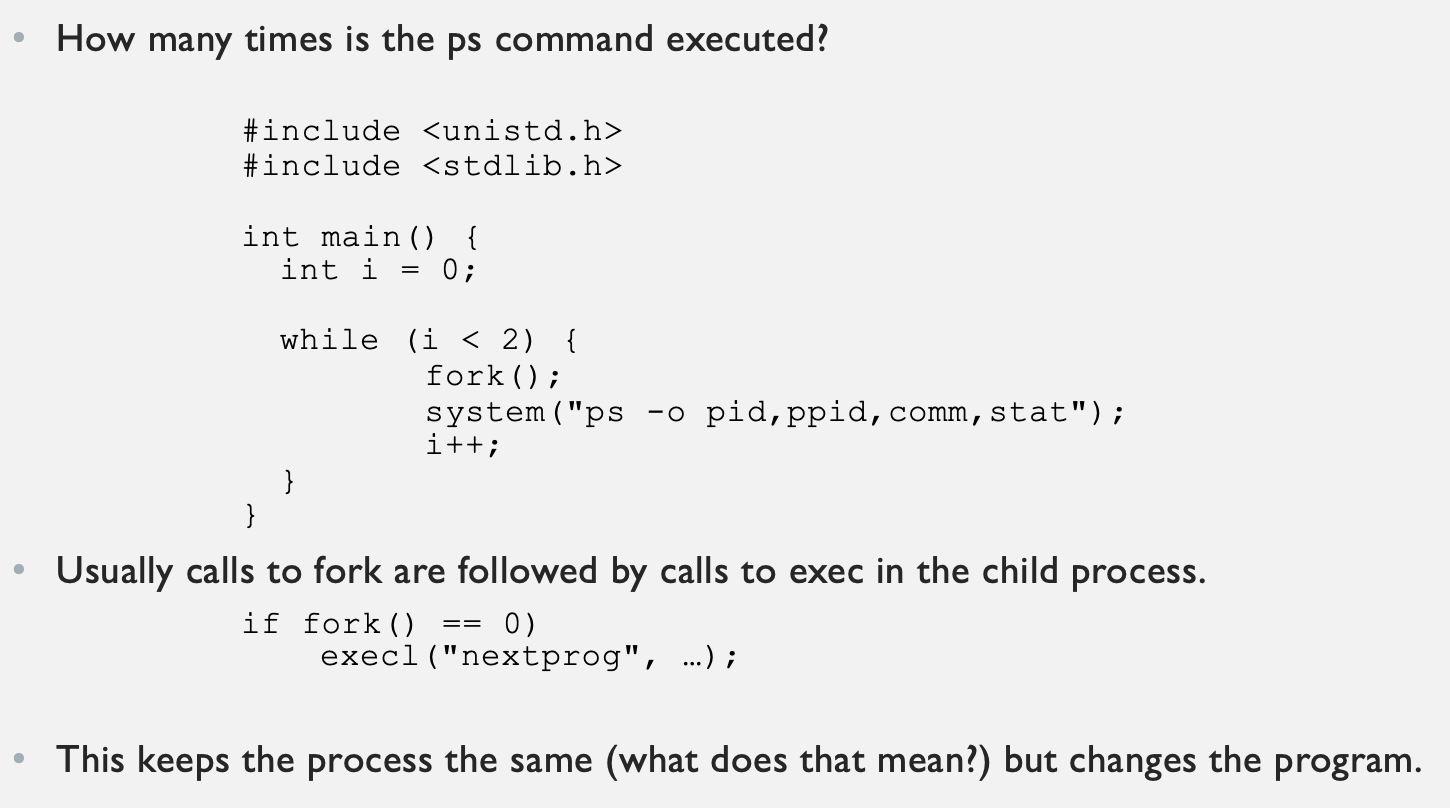 • How many times is the ps command executed?
#include <unistd.h>
#include <stdlib.h>
int main() {
int i = 0;
while (i < 2) {
fork();
system("ps -o pid,ppid,comm,stat");
i++;
}
}
• Usually calls to fork are followed by calls to exec in the child process.
if fork() == 0)
execl("nextprog", …);
• This keeps the process the same (what does that mean?) but changes the program.